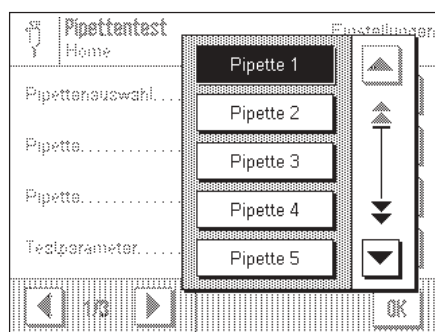 Pipettentest
Einstellungen
Home
Pipette 1
Pipette 2
Pipette 3
Pipette 4
Pipette 5
Pipettenauswahl....
Pipette............
Pipette............
Testparameter......
1/3
OK